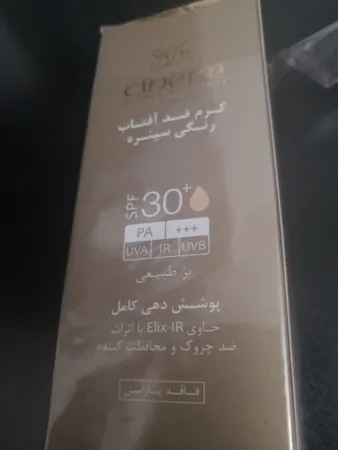 cinere
کرم ضد آفتاب
رنگی سینره
SPF 30+
PA +++
UVA IR UVB
بژ طبیعی
پوشش دهی کامل
حاوی Elix-IR با اثرات
ضد چروک و محافظت کننده
فاقد پارابن